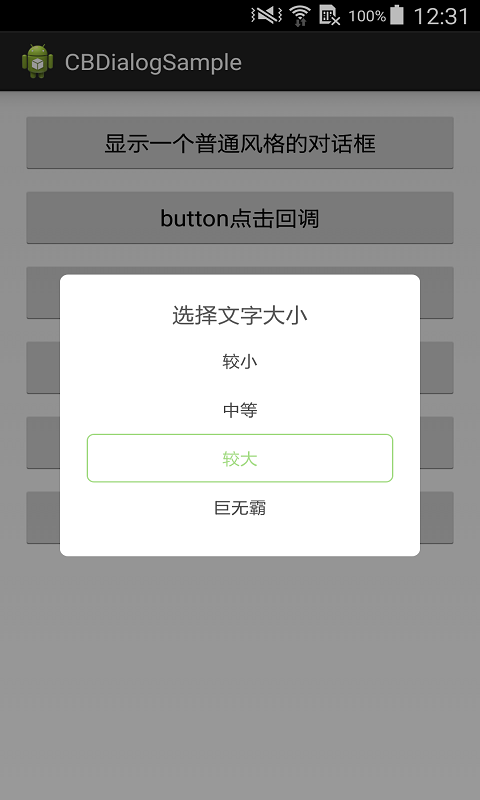 100% 12:31
CBDialogSample
显示一个普通风格的对话框
button点击回调
选择文字大小
较小
中等
较大
巨无霸